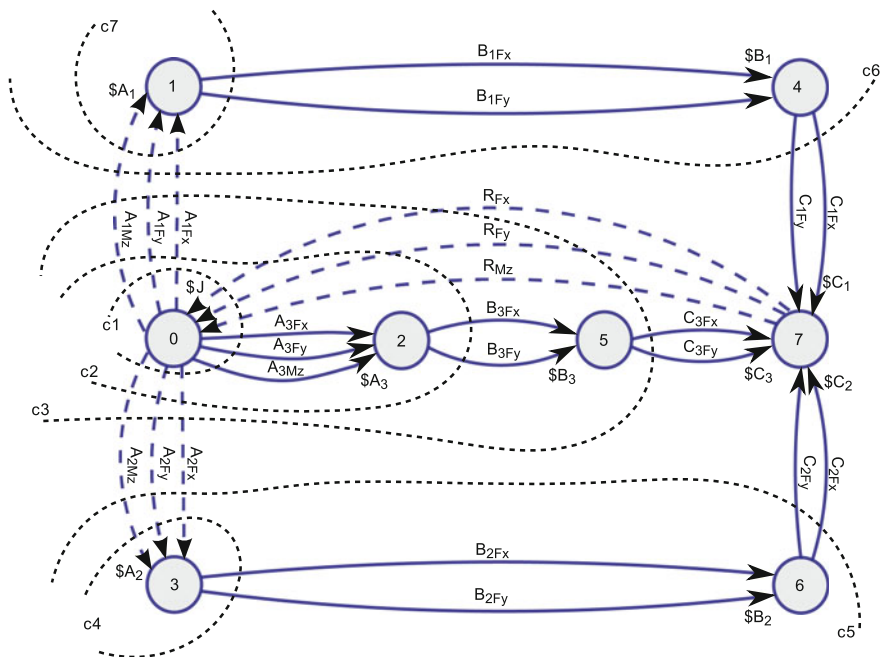 c7
B1Fx
$B1
c6
1
$A1
4
B1Fy
A1Mz
A1Fy
A1Fx
RFx
RFy
RMz
C1Fy
C1Fx
$J
$C1
c1
0
A3Fx
A3Fy
A3Mz
2
B3Fx
B3Fy
5
C3Fx
C3Fy
7
$A3
$B3
$C3
$C2
c2
c3
A2Mz
A2Fy
A2Fx
C2Fy
C2Fx
$A2
3
B2Fx
6
B2Fy
$B2
c4
c5